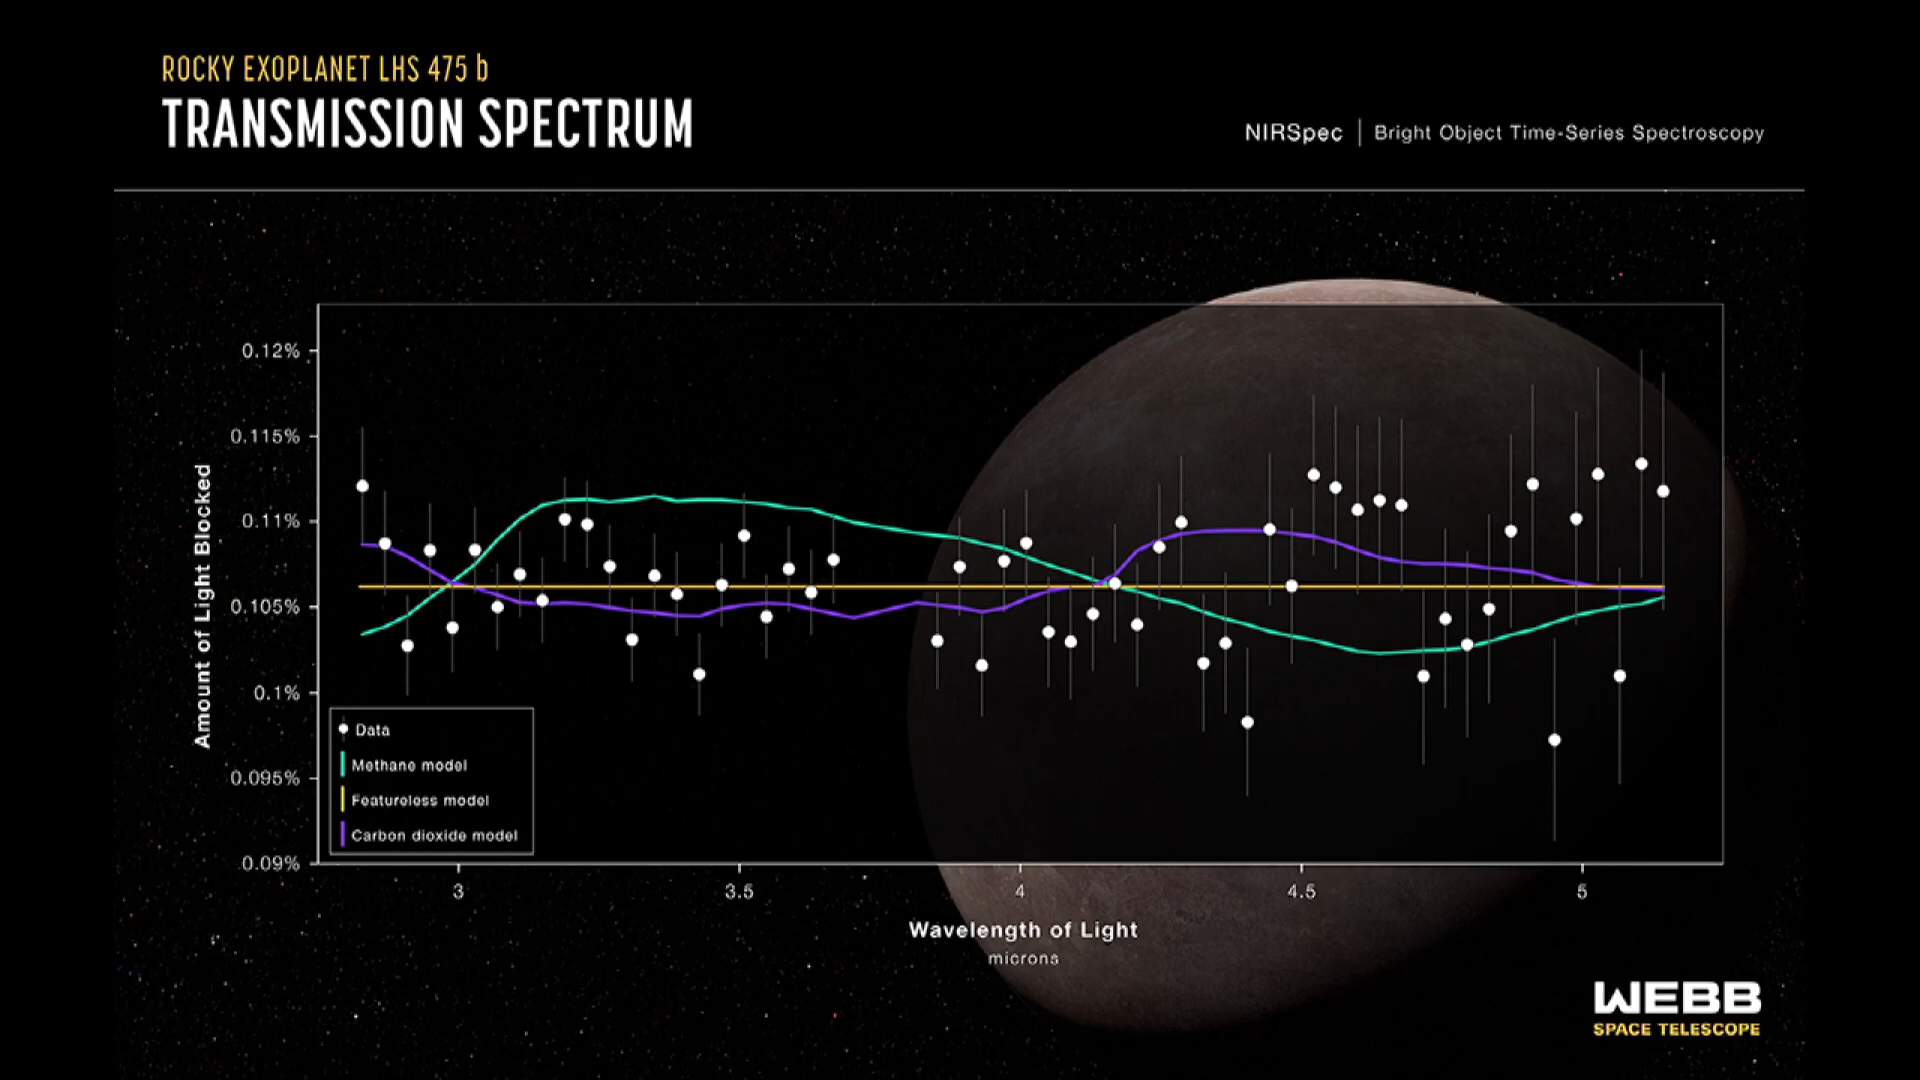 ROCKY EXOPLANET LHS 475 b
TRANSMISSION SPECTRUM
NIRSpec | Bright Object Time-Series Spectroscopy
Amount of Light Blocked
0.12%
0.115%
0.11%
0.105%
0.1%
0.095%
0.09%
Data
Methane model
Featureless model
Carbon dioxide model
3 3.5 4 4.5 5
Wavelength of Light
microns
WEBB
SPACE TELESCOPE